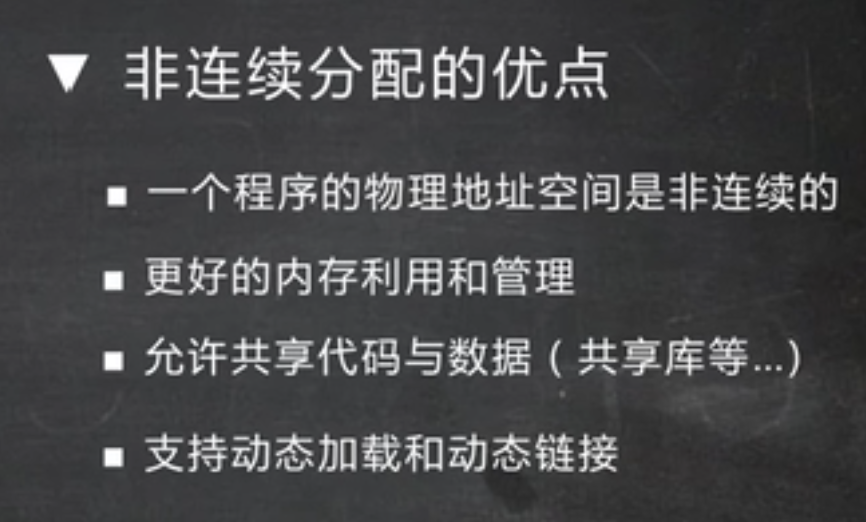 ▼ 非连续分配的优点
■ 一个程序的物理地址空间是非连续的
■ 更好的内存利用和管理
■ 允许共享代码与数据（共享库等...）
■ 支持动态加载和动态链接